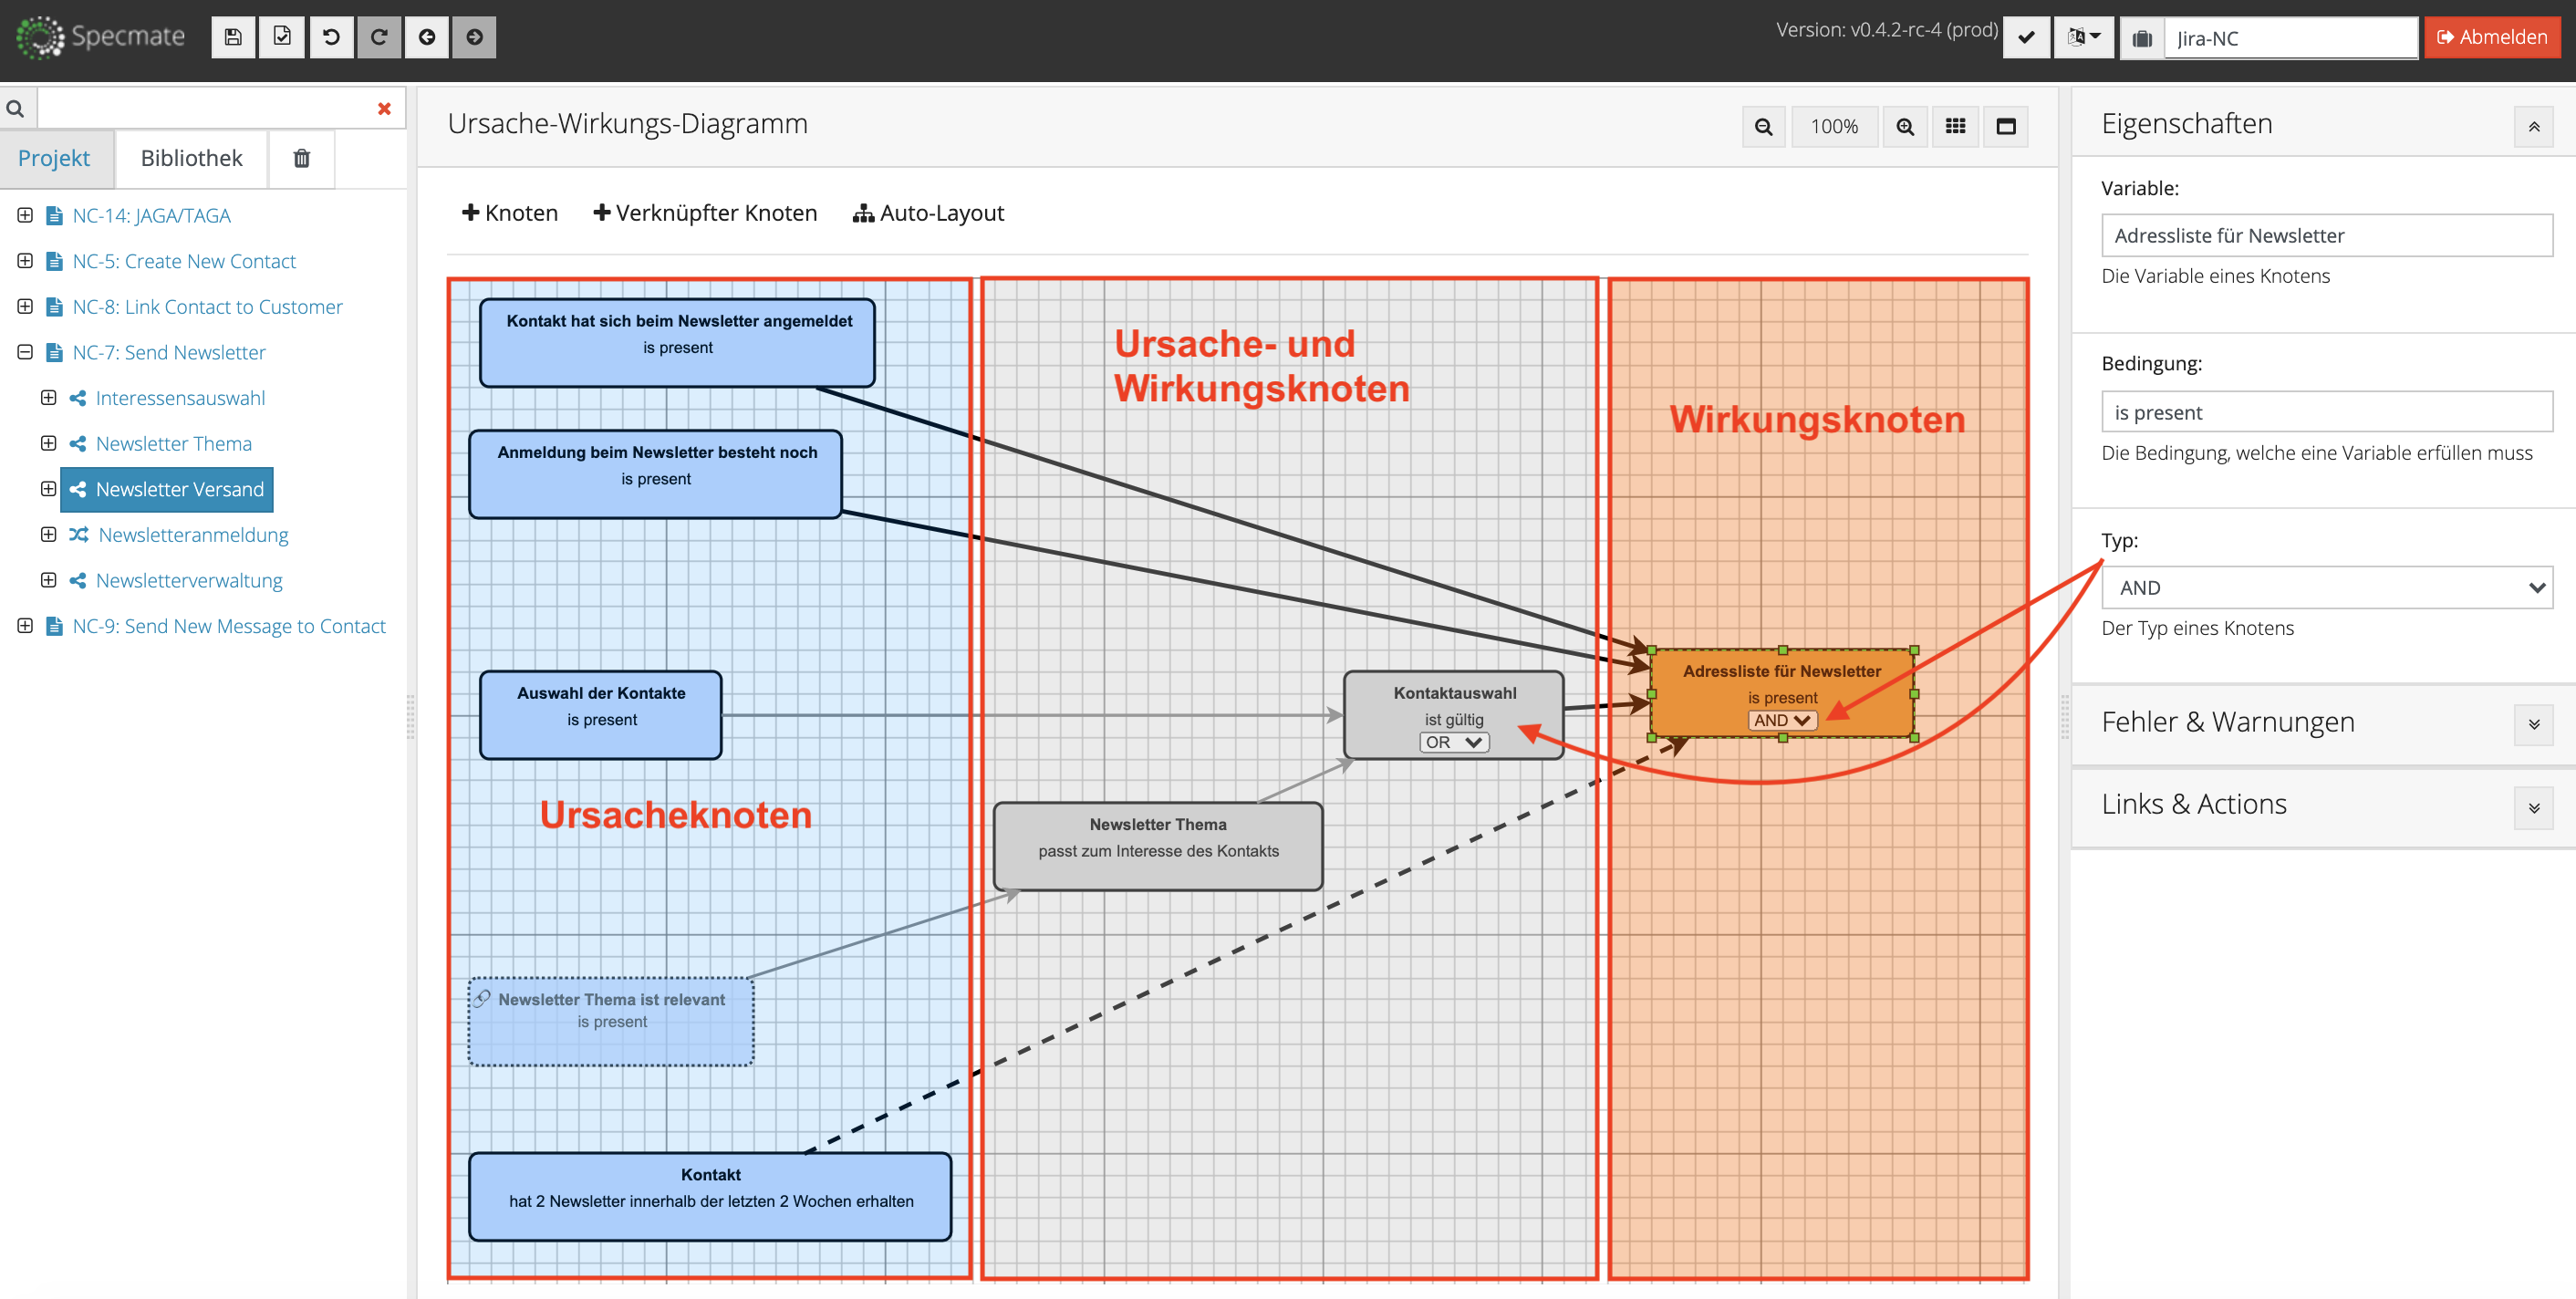 Specmate
Version: v0.4.2-rc-4 (prod)
Jira-NC
Abmelden
Projekt
Bibliothek
NC-14: JAGA/TAGA
NC-5: Create New Contact
NC-8: Link Contact to Customer
NC-7: Send Newsletter
Interessensauswahl
Newsletter Thema
Newsletter Versand
Newsletteranmeldung
Newsletterverwaltung
NC-9: Send New Message to Contact
Ursache-Wirkungs-Diagramm
100%
Knoten
Verknüpfter Knoten
Auto-Layout
Kontakt hat sich beim Newsletter angemeldet
is present
Anmeldung beim Newsletter besteht noch
is present
Auswahl der Kontakte
is present
Ursacheknoten
Newsletter Thema ist relevant
is present
Kontakt
hat 2 Newsletter innerhalb der letzten 2 Wochen erhalten
Ursache- und
Wirkungsknoten
Kontaktauswahl
ist gültig
OR
Newsletter Thema
passt zum Interesse des Kontakts
Wirkungsknoten
Adressliste für Newsletter
is present
AND
Eigenschaften
Variable:
Adressliste für Newsletter
Die Variable eines Knotens
Bedingung:
is present
Die Bedingung, welche eine Variable erfüllen muss
Typ:
AND
Der Typ eines Knotens
Fehler & Warnungen
Links & Actions